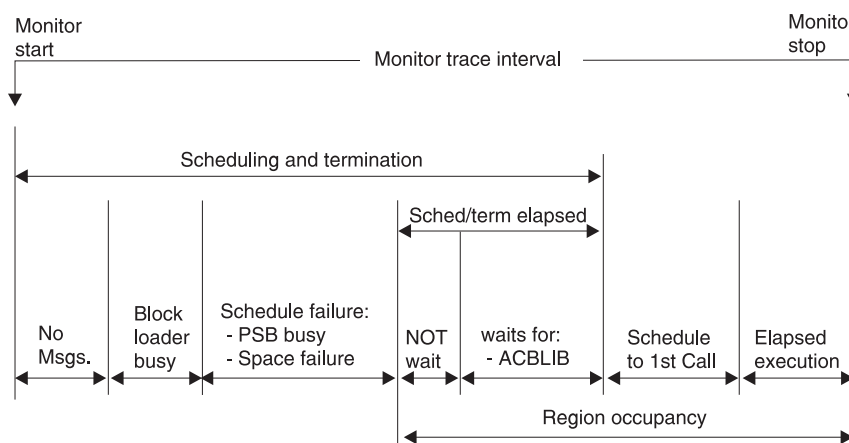 Monitor
start
Monitor
stop
Monitor trace interval
Scheduling and termination
Sched/term elapsed
No
Msgs.
Block
loader
busy
Schedule failure:
- PSB busy
- Space failure
NOT
wait
waits for:
- ACBLIB
Schedule
to 1st Call
Elapsed
execution
Region occupancy